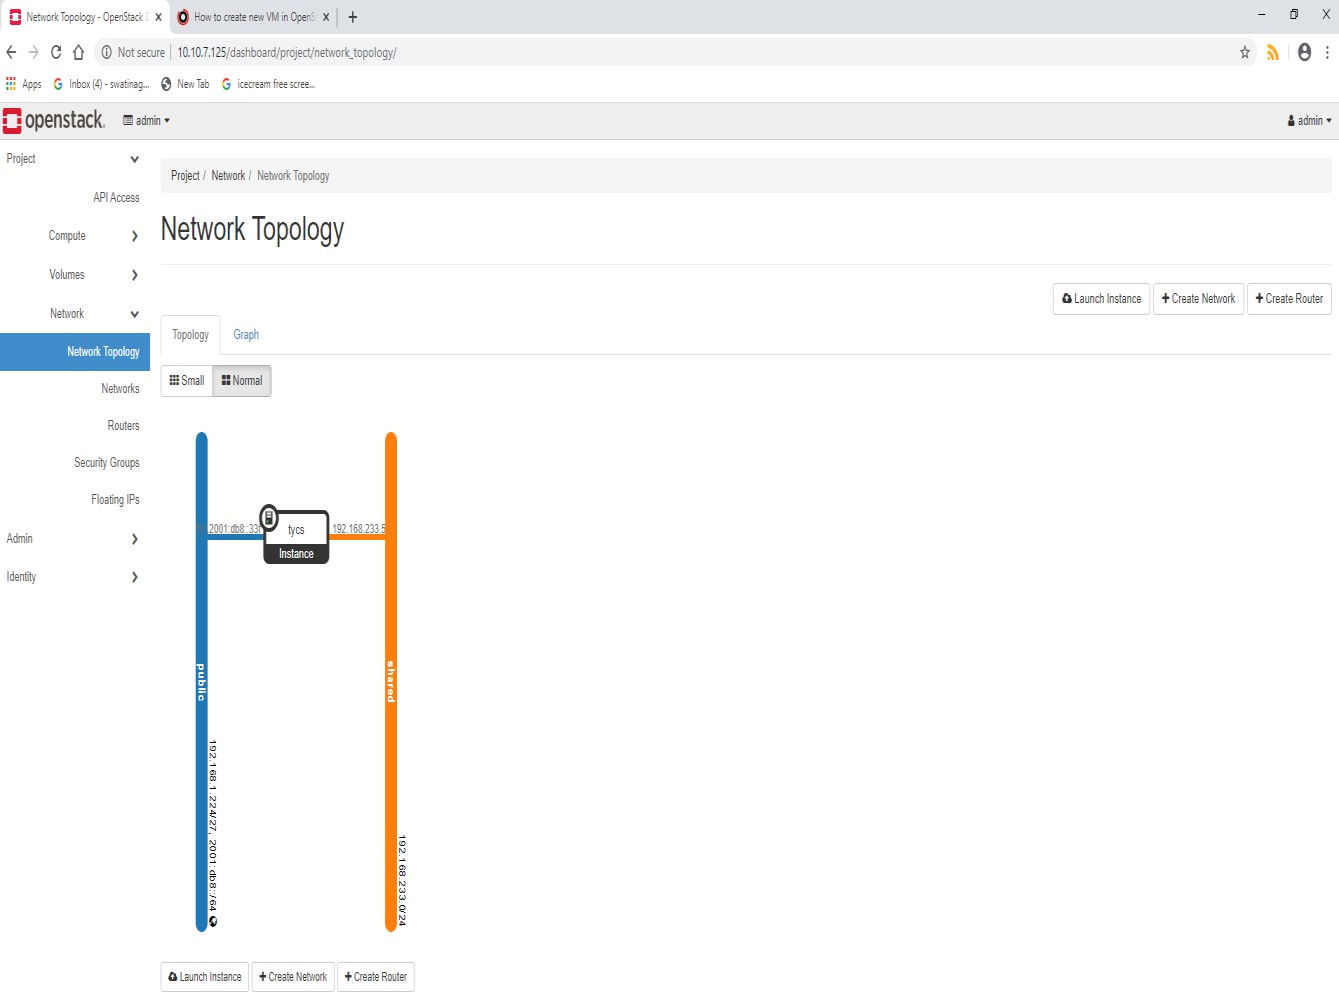 Network Topology - OpenStack D
How to create new VM in OpenS
Not secure | 10.10.7.125/dashboard/project/network_topology/
Apps
Inbox (4) - swatinag...
New Tab
icecream free scree...
openstack.
admin
admin
Project
API Access
Compute
Volumes
Network
Network Topology
Networks
Routers
Security Groups
Floating IPs
Admin
Identity
Project / Network / Network Topology
Network Topology
Launch Instance
+ Create Network
+ Create Router
Topology
Graph
Small
Normal
2001:db8::33f
tycs
Instance
192.168.233.5
public
192.168.1.224/27, 2001:db8::/64
shared
192.168.233.0/24
Launch Instance
+ Create Network
+ Create Router